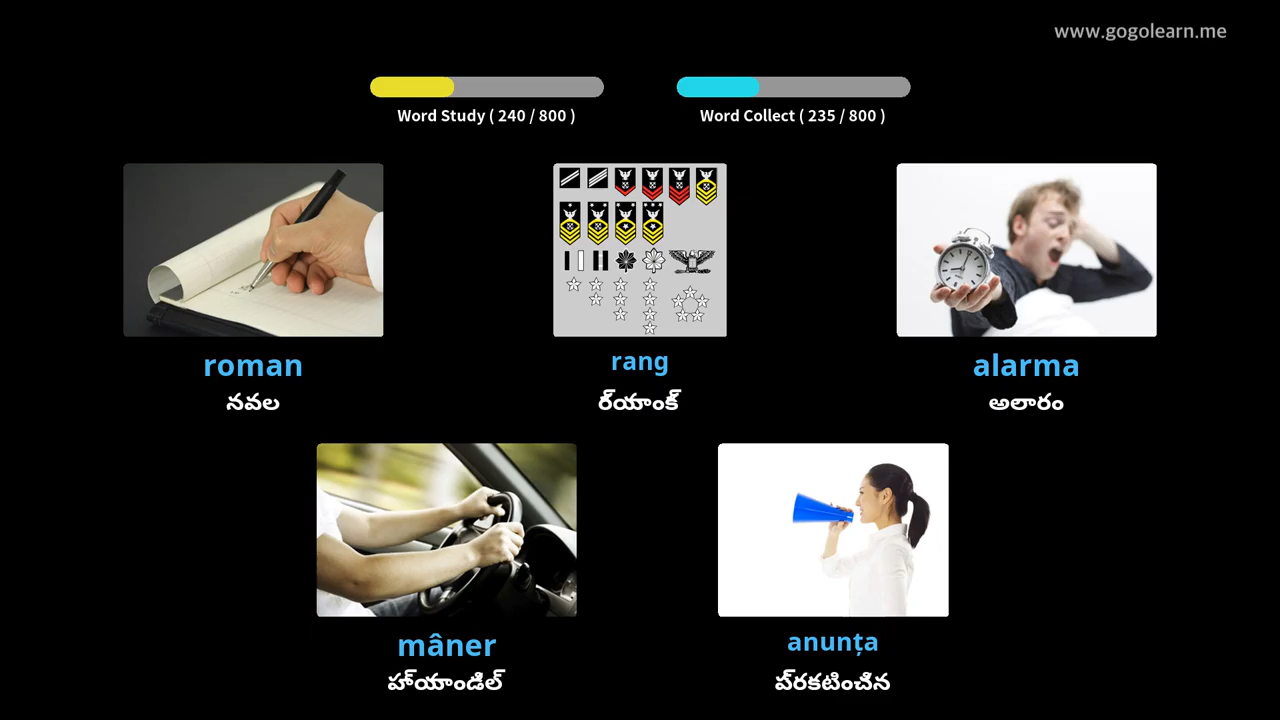 www.gogolearn.me
Word Study ( 240 / 800 )
Word Collect ( 235 / 800 )
roman
నవల
rang
ర్యాంక్
alarma
అలారం
mâner
హ్యాండిల్
anunța
ప్రకటించిన